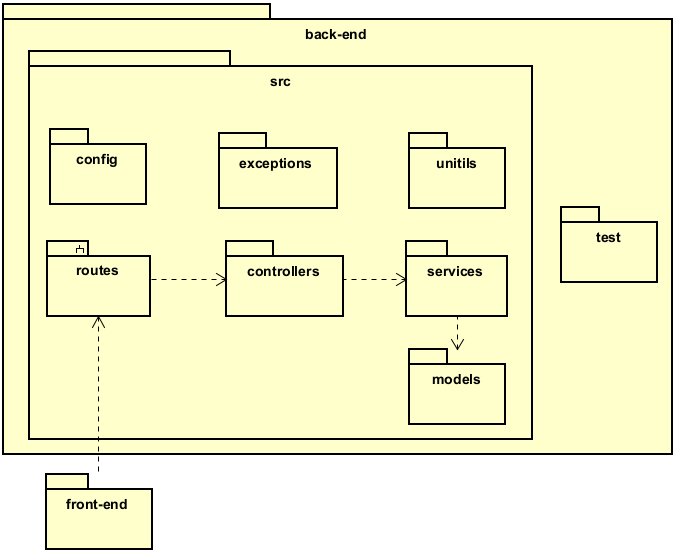 back-end
src
config
exceptions
unitils
test
routes
controllers
services
models
front-end